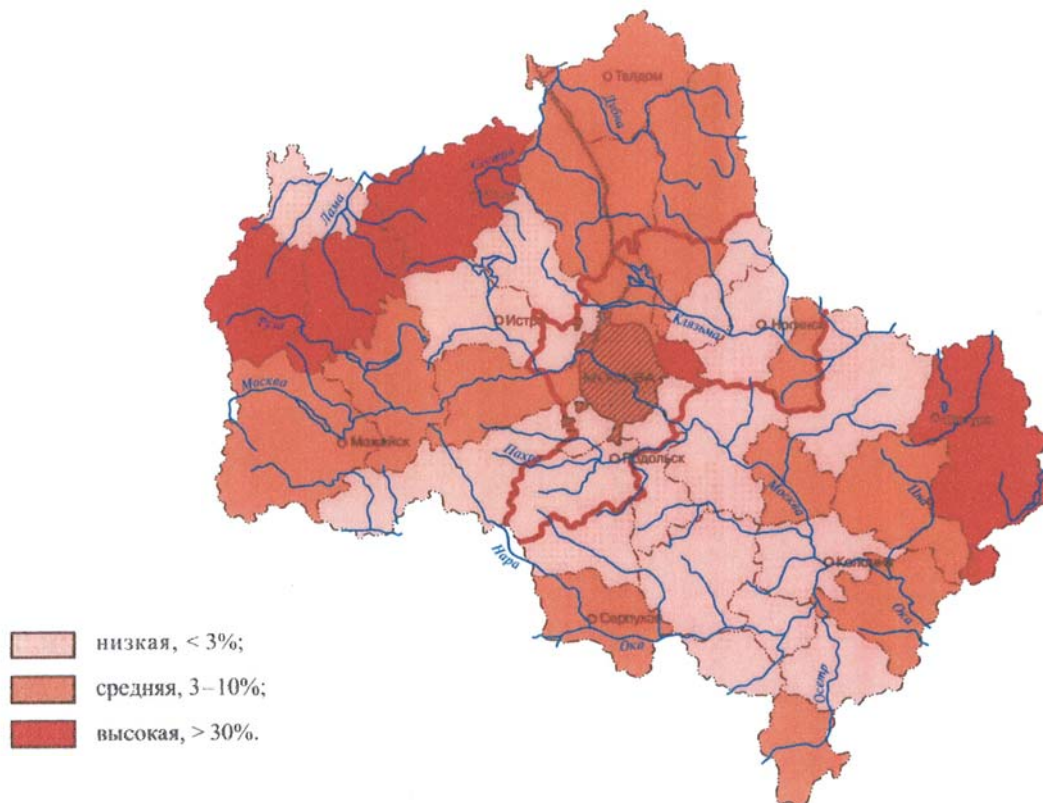 Талдом
Дубна
Сестра
Лама
Истра
Клязьма
Ногинск
Руза
Москва
Можайск
Пахра
Подольск
Москва
Нара
Коломна
Ока
Серпухов
Ока
Осетр
низкая, < 3%;
средняя, 3–10%;
высокая, > 30%.